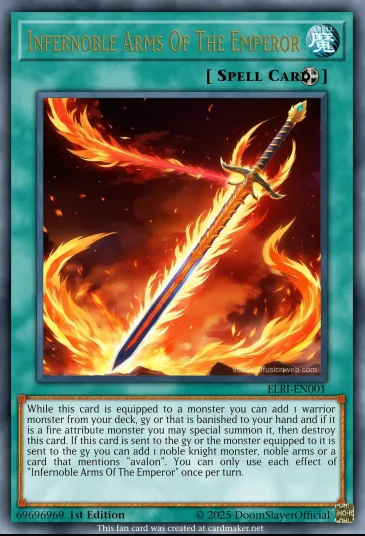 INFERNOBLE ARMS OF THE EMPEROR
魔
[ SPELL CARD ]
ELRI-EN001
While this card is equipped to a monster you can add 1 warrior
monster from your deck, gy or that is banished to your hand and if it
is a fire attribute monster you may special summon it, then destroy
this card. If this card is sent to the gy or the monster equipped to it is
sent to the gy you can add 1 noble knight monster, noble arms or a
card that mentions "avalon". You can only use each effect of
"Infernoble Arms Of The Emperor" once per turn.
69696969 1st Edition © 2025 DoomSlayerOfficial
This fan card was created at cardmaker.net